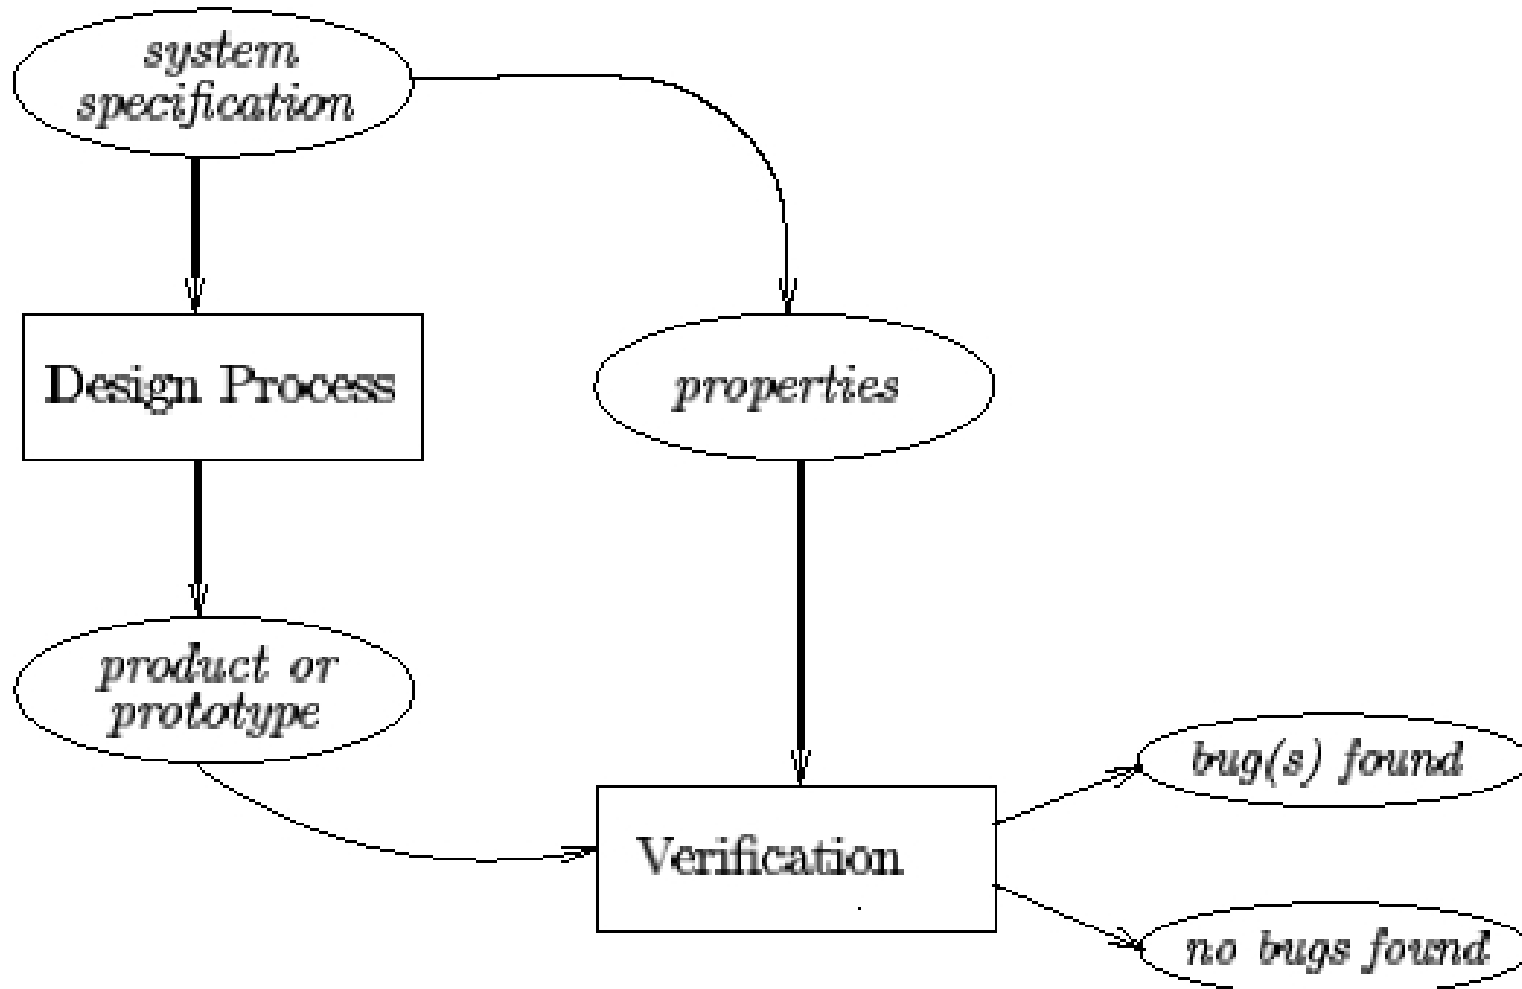 system
specification
Design Process
properties
product or
prototype
bug(s) found
Verification
no bugs found